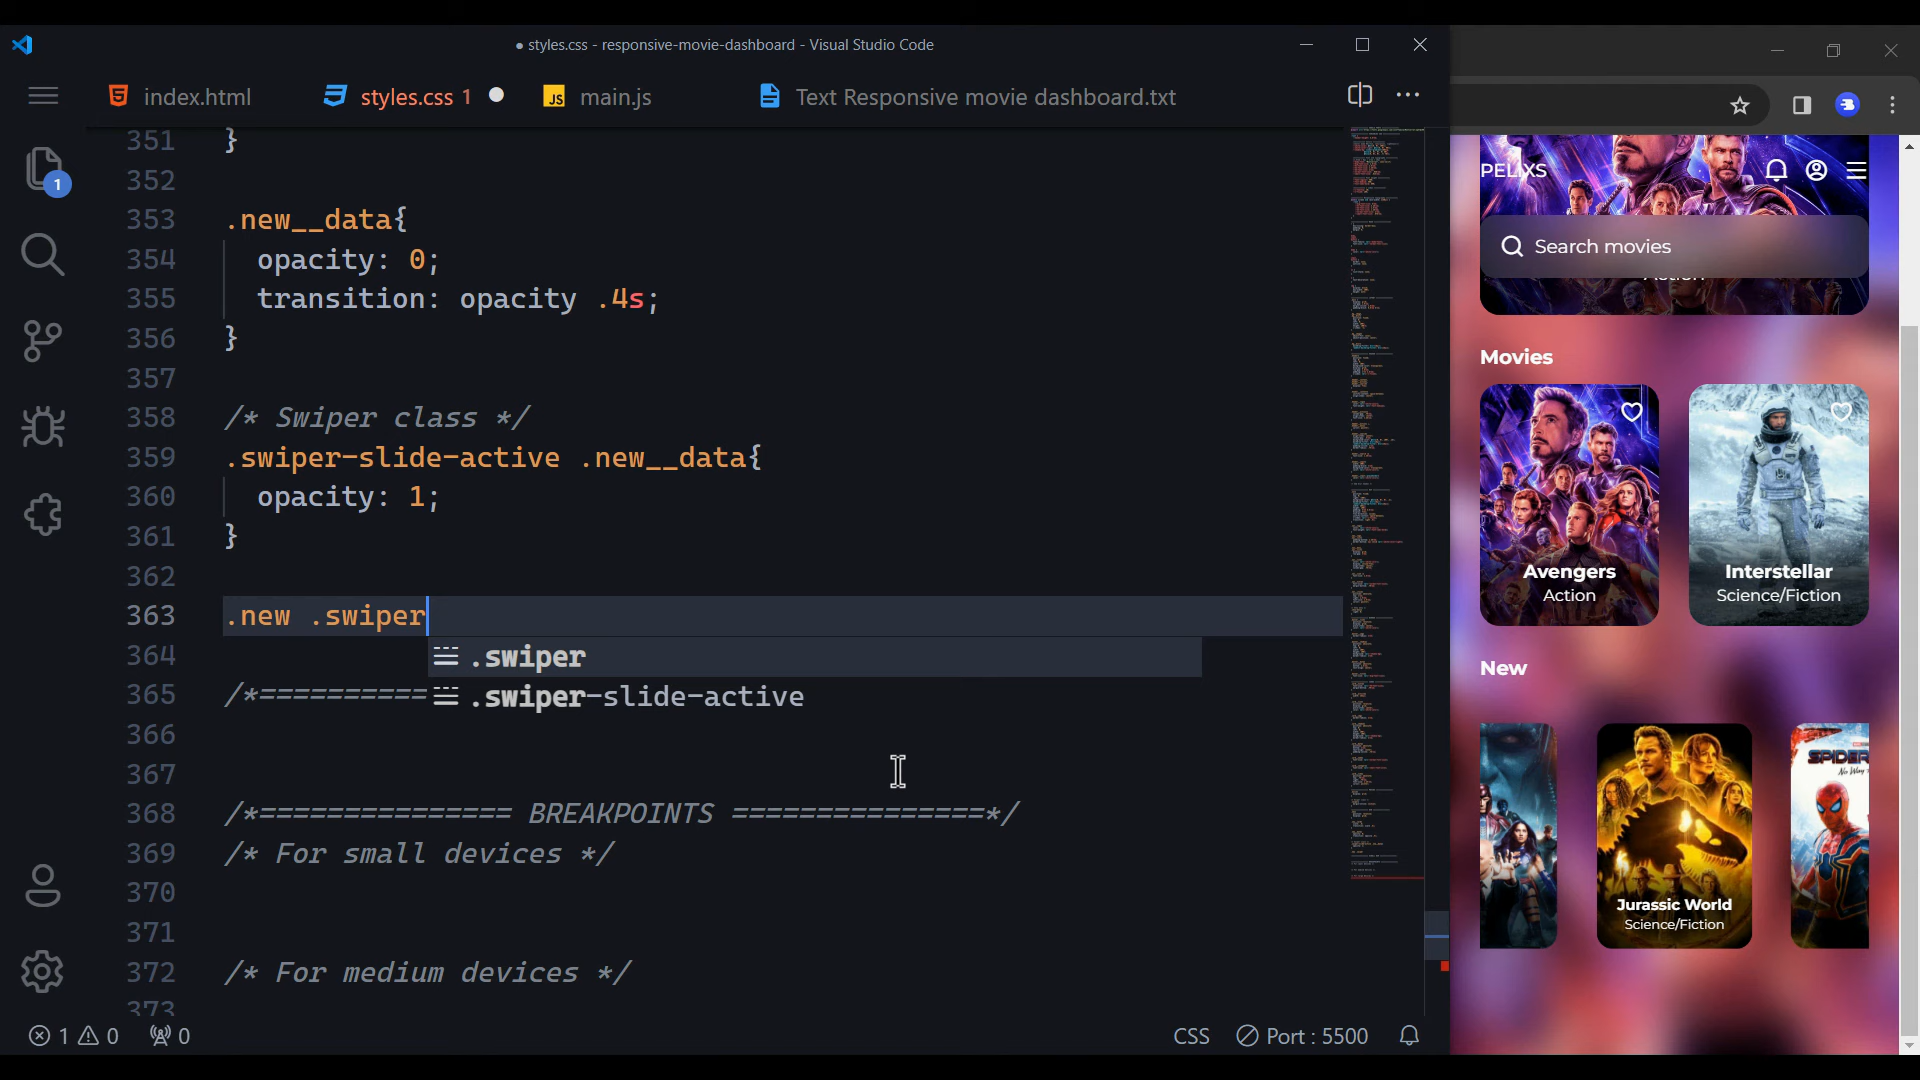 styles.css - responsive-movie-dashboard - Visual Studio Code
index.html
styles.css 1
main.js
Text Responsive movie dashboard.txt
351 }
352
353 .new__data{
354 opacity: 0;
355 transition: opacity .4s;
356 }
357
358 /* Swiper class */
359 .swiper-slide-active .new__data{
360 opacity: 1;
361 }
362
363 .new .swiper
364 .swiper
365 /*========== .swiper-slide-active
366
367
368 /*=============== BREAKPOINTS ===============*/
369 /* For small devices */
370
371
372 /* For medium devices */
373
1
1 0
0
CSS
Port : 5500
PELIXS
Search movies
Action
Movies
Avengers
Action
Interstellar
Science/Fiction
New
Jurassic World
Science/Fiction